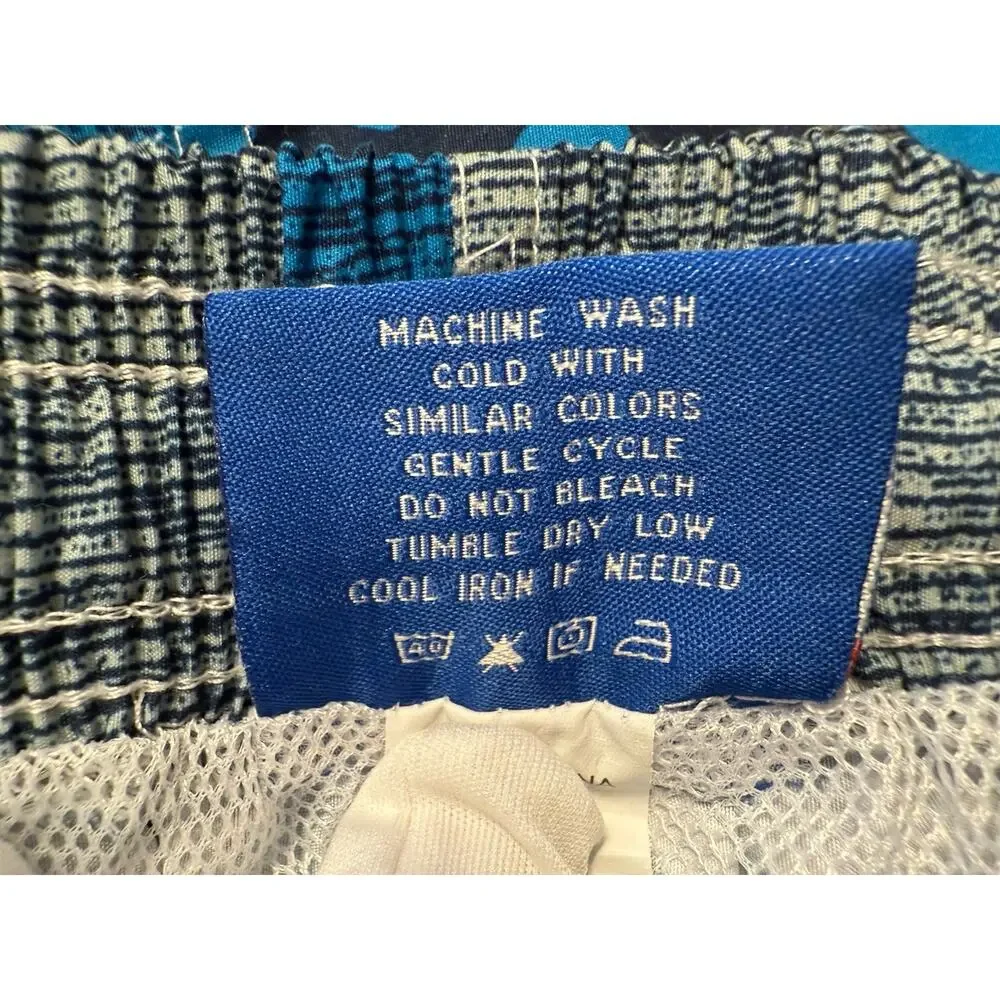 MACHINE WASH
COLD WITH
SIMILAR COLORS
GENTLE CYCLE
DO NOT BLEACH
TUMBLE DRY LOW
COOL IRON IF NEEDED
40